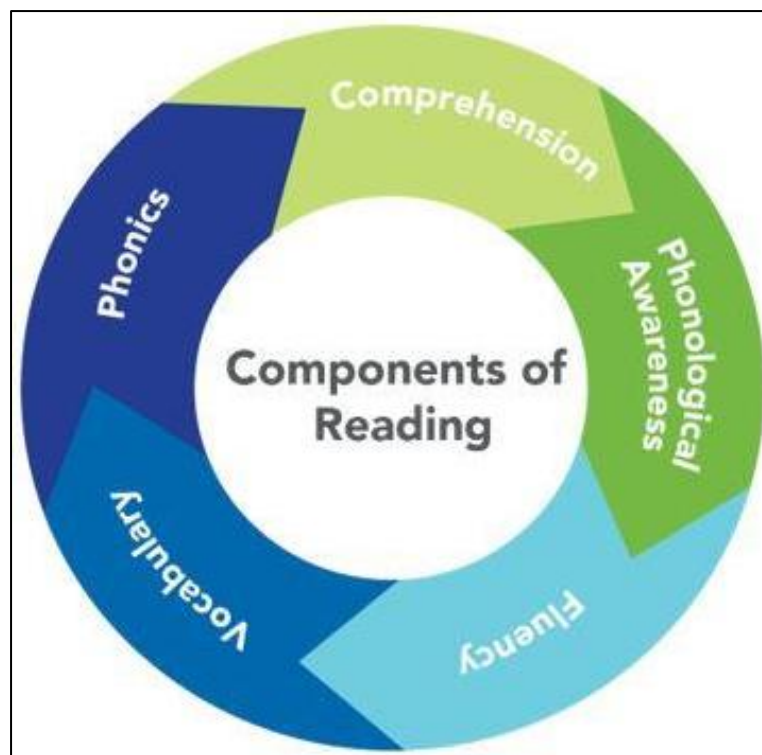 Comprehension
Phonological
Awareness
Fluency
Vocabulary
Phonics
Components of
Reading